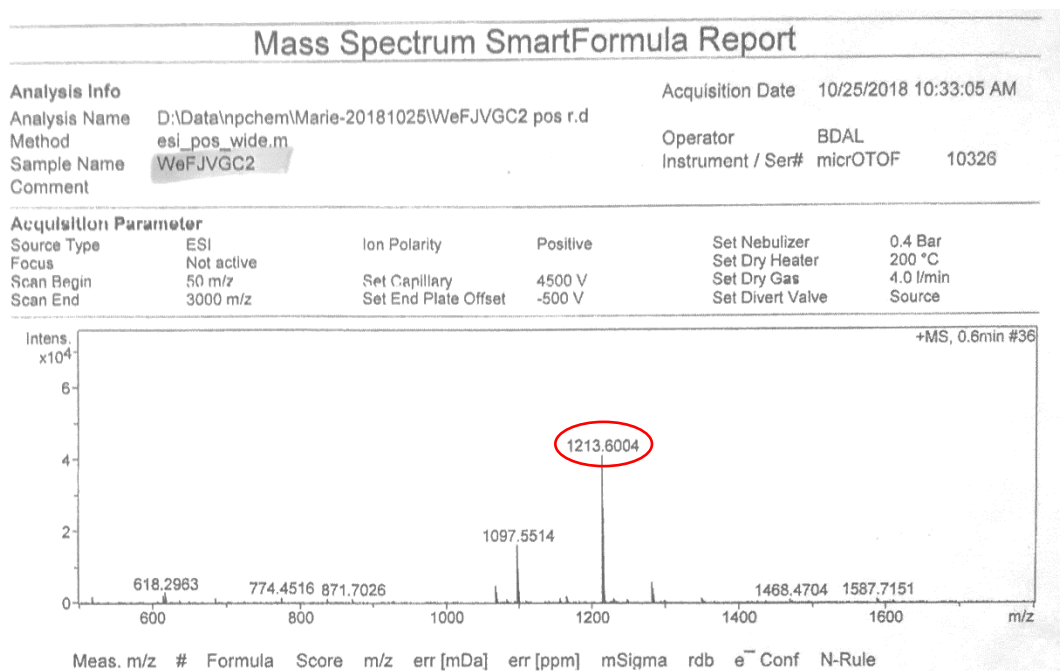 Mass Spectrum SmartFormula Report
Analysis Info
Acquisition Date 10/25/2018 10:33:05 AM
Analysis Name D:\Data\npchem\Marie-20181025\WeFJVGC2 pos r.d
Method esi_pos_wide.m
Operator BDAL
Sample Name WeFJVGC2
Instrument / Ser# micrOTOF 10326
Comment
Acquisition Parameter
Source Type ESI Ion Polarity Positive Set Nebulizer 0.4 Bar
Focus Not active Set Dry Heater 200 °C
Scan Begin 50 m/z Set Capillary 4500 V Set Dry Gas 4.0 l/min
Scan End 3000 m/z Set End Plate Offset -500 V Set Divert Valve Source
Intens.
x10⁴
+MS, 0.6min #36
6
1213.6004
4
1097.5514
2
618.2963 774.4516 871.7026 1468.4704 1587.7151
0
600 800 1000 1200 1400 1600 m/z
Meas. m/z # Formula Score m/z err [mDa] err [ppm] mSigma rdb e⁻ Conf N-Rule